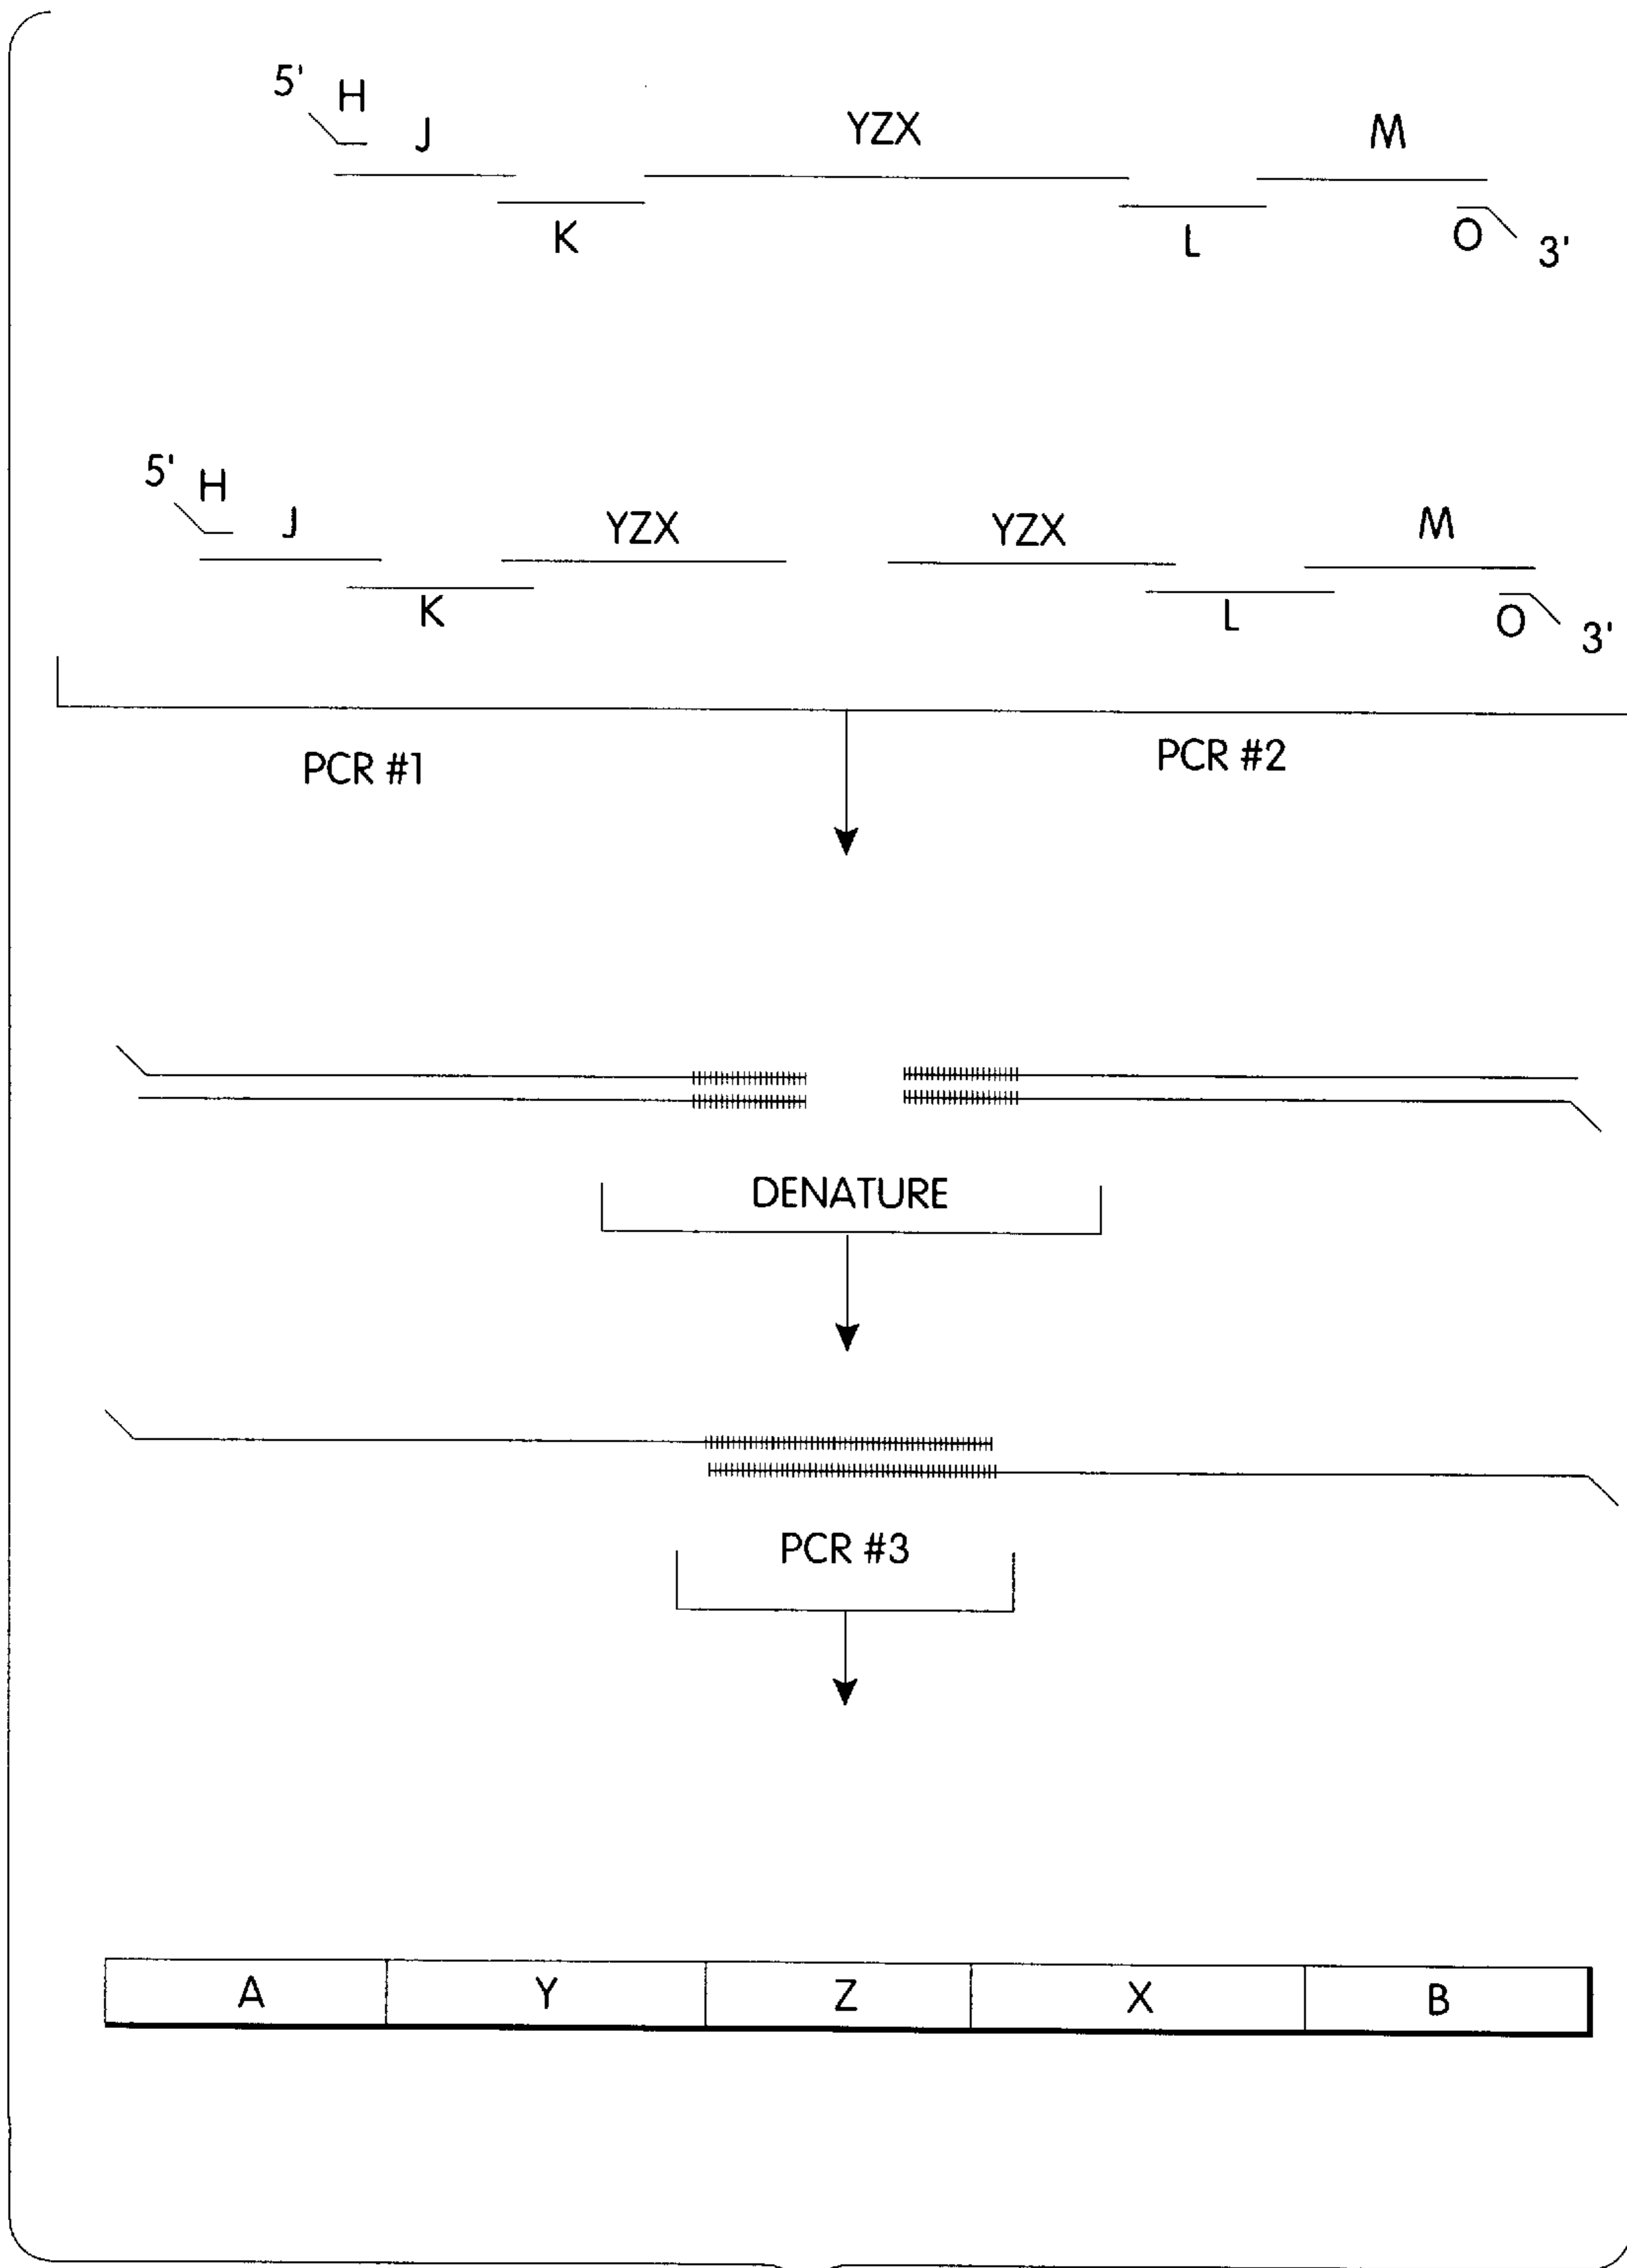 5' H J YZX M
K L O 3'
5' H J YZX YZX M
K L O 3'
PCR #1 PCR #2
DENATURE
PCR #3
A Y Z X B